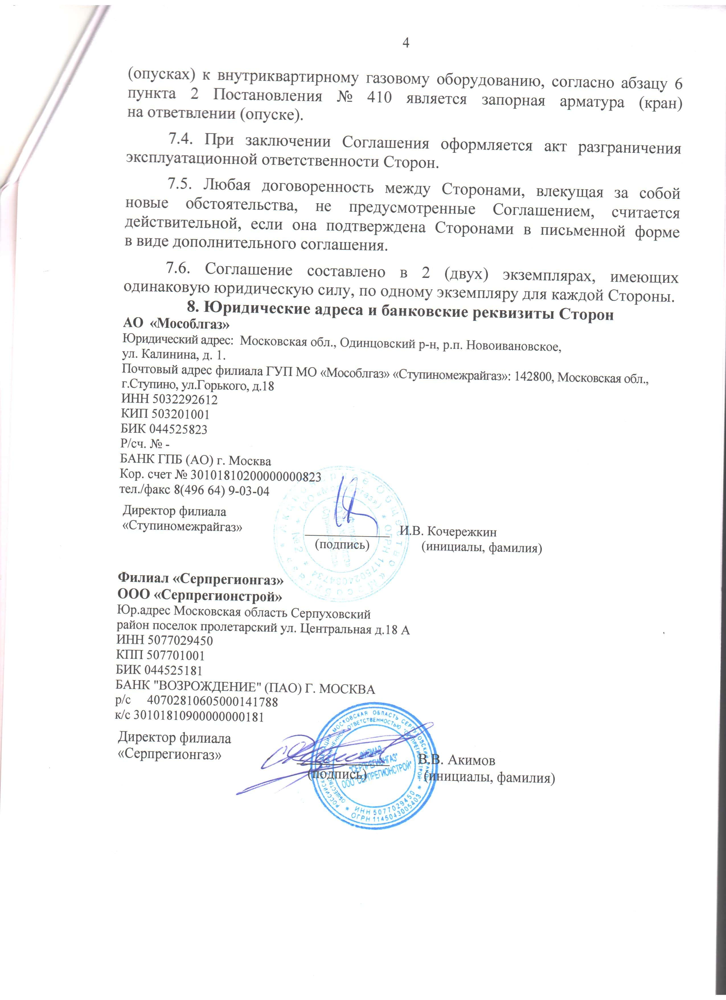 4
(опусках) к внутриквартирному газовому оборудованию, согласно абзацу 6
пункта 2 Постановления № 410 является запорная арматура (кран)
на ответвлении (опуске).
7.4. При заключении Соглашения оформляется акт разграничения
эксплуатационной ответственности Сторон.
7.5. Любая договоренность между Сторонами, влекущая за собой
новые обстоятельства, не предусмотренные Соглашением, считается
действительной, если она подтверждена Сторонами в письменной форме
в виде дополнительного соглашения.
7.6. Соглашение составлено в 2 (двух) экземплярах, имеющих
одинаковую юридическую силу, по одному экземпляру для каждой Стороны.
8. Юридические адреса и банковские реквизиты Сторон
АО «Мособлгаз»
Юридический адрес: Московская обл., Одинцовский р-н, р.п. Новоивановское,
ул. Калинина, д. 1.
Почтовый адрес филиала ГУП МО «Мособлгаз» «Ступиномежрайгаз»: 142800, Московская обл.,
г.Ступино, ул.Горького, д.18
ИНН 5032292612
КИП 503201001
БИК 044525823
Р/сч. № -
БАНК ГПБ (АО) г. Москва
Кор. счет № 30101810200000000823
тел./факс 8(496 64) 9-03-04
Директор филиала
«Ступиномежрайгаз»
И.В. Кочережкин
(подпись) (инициалы, фамилия)
Акционерное Общество «Мособлгаз»
(АО «Мособлгаз») * ОГРН 1175024034734 * №2 *
Филиал «Серпрегионгаз»
ООО «Серпрегионстрой»
Юр.адрес Московская область Серпуховский
район поселок пролетарский ул. Центральная д.18 А
ИНН 5077029450
КПП 507701001
БИК 044525181
БАНК "ВОЗРОЖДЕНИЕ" (ПАО) Г. МОСКВА
р/с 40702810605000141788
к/с 30101810900000000181
Директор филиала
«Серпрегионгаз»
В.В. Акимов
(подпись) (инициалы, фамилия)
МОСКОВСКАЯ ОБЛАСТЬ СЕРПУХОВСКИЙ РАЙОН
ОГРН 1145043005403
ОТВЕТСТВЕННОСТЬЮ "СЕРПРЕГИОНСТРОЙ"
ИНН 5077029450
ФИЛИАЛ
"СЕРПРЕГИОНГАЗ"
ООО "СЕРПРЕГИОНСТРОЙ"